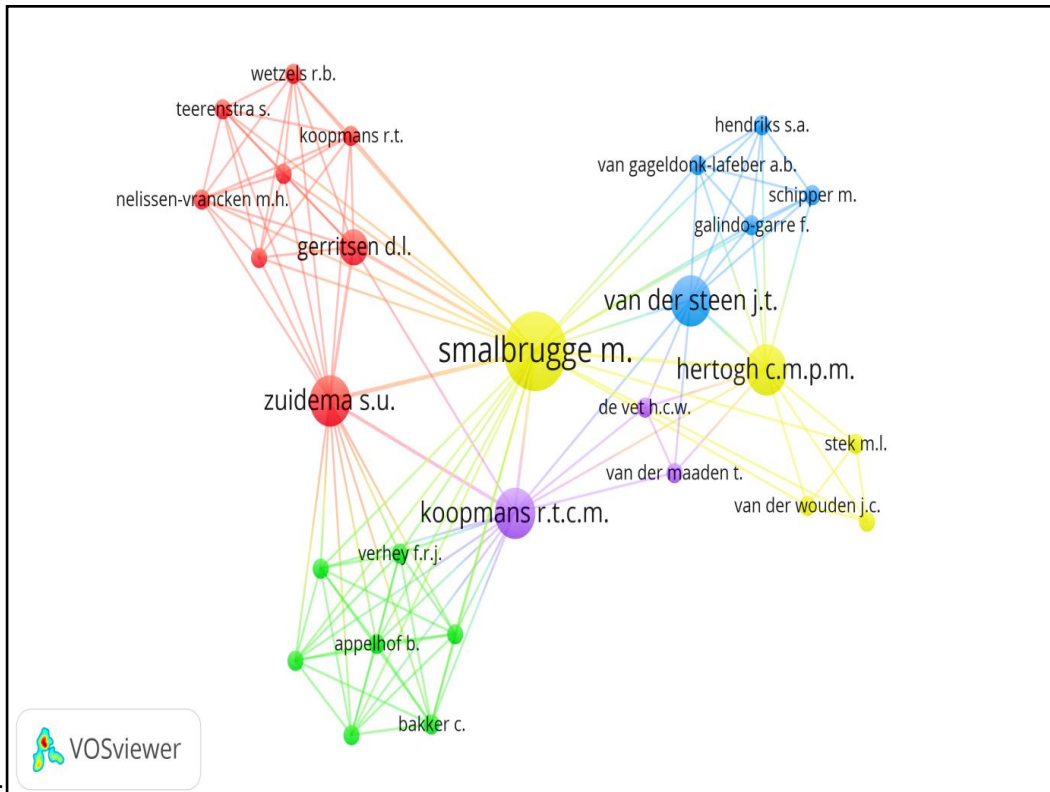 wetzels r.b.
teerenstra s.
koopmans r.t.
nelissen-vrancken m.h.
gerritsen d.l.
hendriks s.a.
van gageldonk-lafeber a.b.
schipper m.
galindo-garre f.
van der steen j.t.
smalbrugge m.
hertogh c.m.p.m.
zuidema s.u.
de vet h.c.w.
stek m.l.
van der maaden t.
van der wouden j.c.
koopmans r.t.c.m.
verhey f.r.j.
appelhof b.
bakker c.
VOSviewer